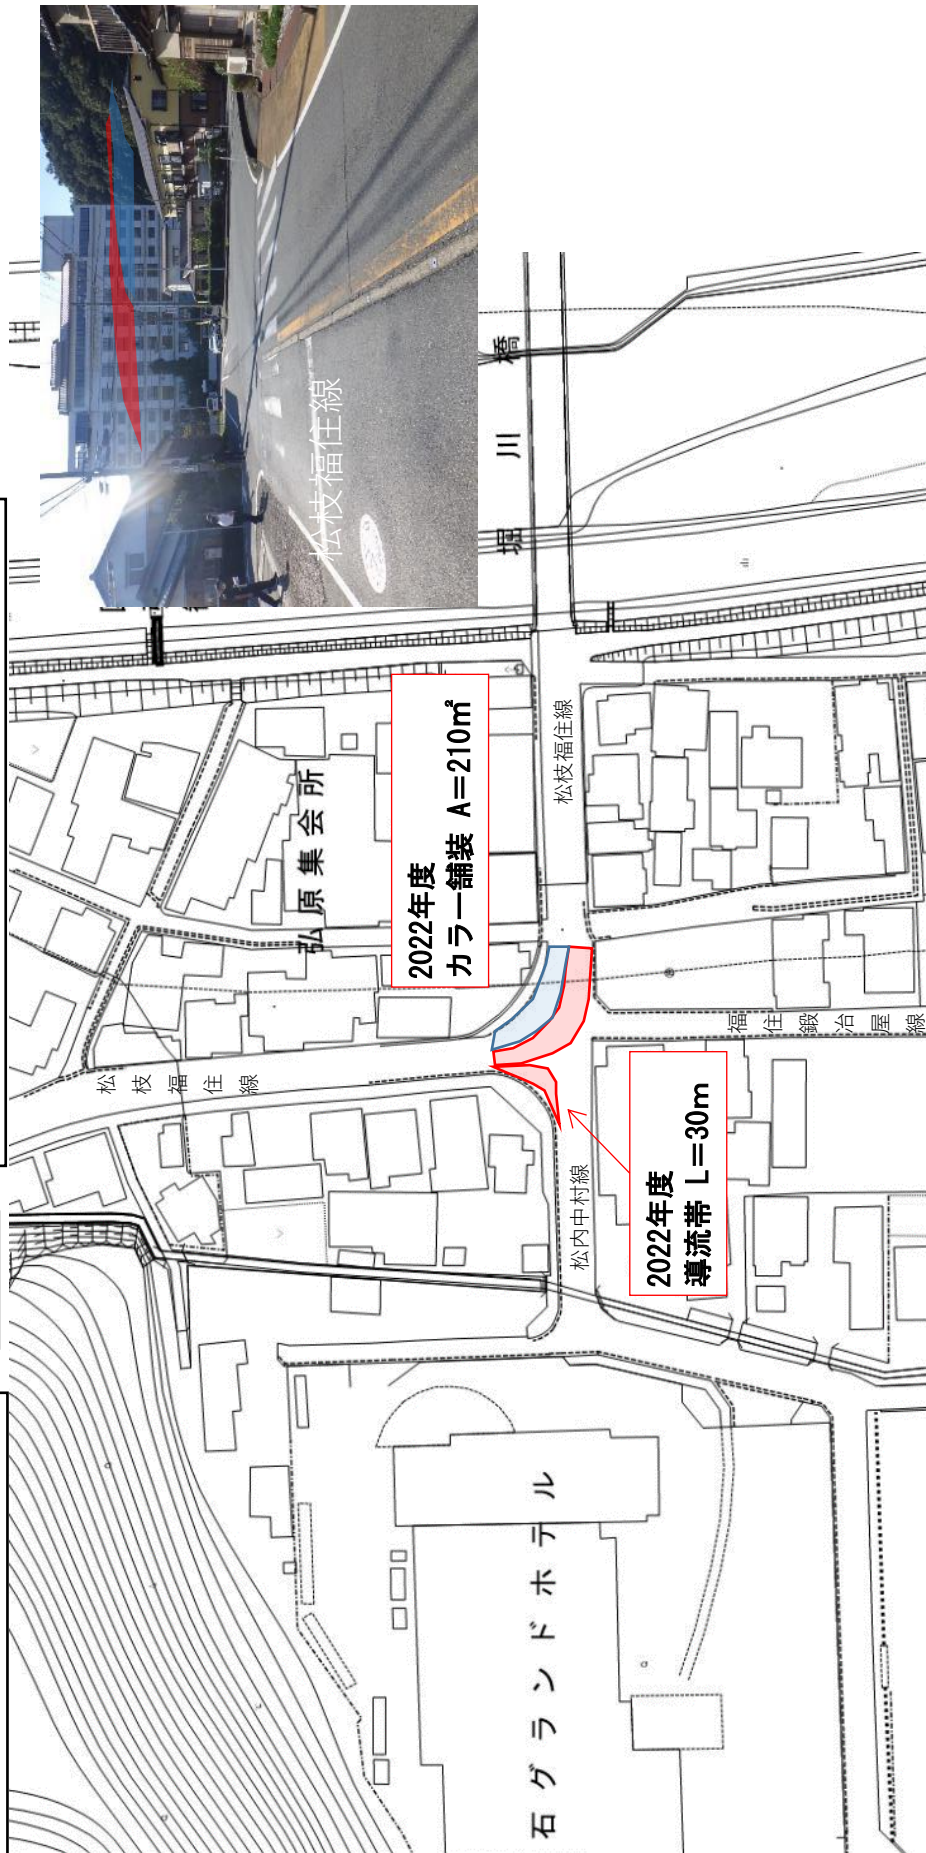 松枝福住線
堀川橋
松枝福住線
2022年度
カラー舗装 A=210㎡
弘原集会所
松枝福住線
福住鍛冶屋線
2022年度
導流帯 L=30m
松内中村線
石グランドホテル